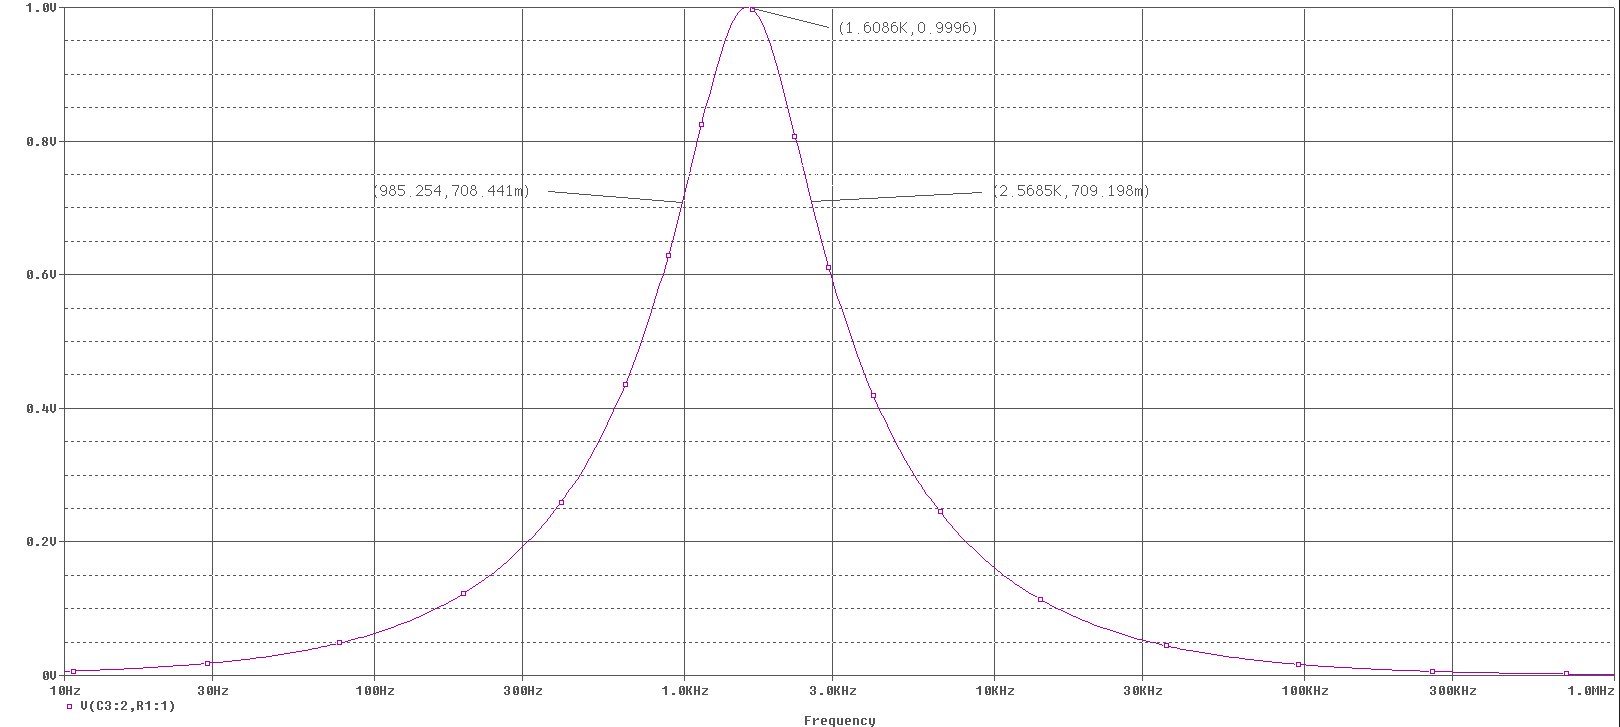 1.0V
(1.6086K,0.9996)
0.8V
(985.254,708.441m)
(2.5685K,709.198m)
0.6V
0.4V
0.2V
0V
10Hz 30Hz 100Hz 300Hz 1.0KHz 3.0KHz 10KHz 30KHz 100KHz 300KHz 1.0MHz
V(C3:2,R1:1)
Frequency